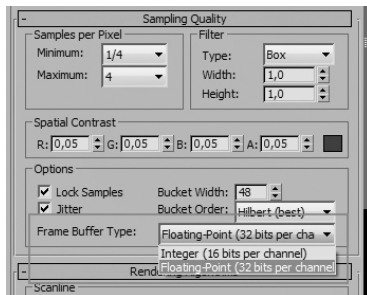 - Sampling Quality
Samples per Pixel
Minimum: 1/4
Maximum: 4
Filter
Type: Box
Width: 1,0
Height: 1,0
Spatial Contrast
R: 0,05 G: 0,05 B: 0,05 A: 0,05
Options
Lock Samples Bucket Width: 48
Jitter Bucket Order: Hilbert (best)
Frame Buffer Type: Floating-Point (32 bits per cha
Integer (16 bits per channel)
Floating-Point (32 bits per channel
Scanline